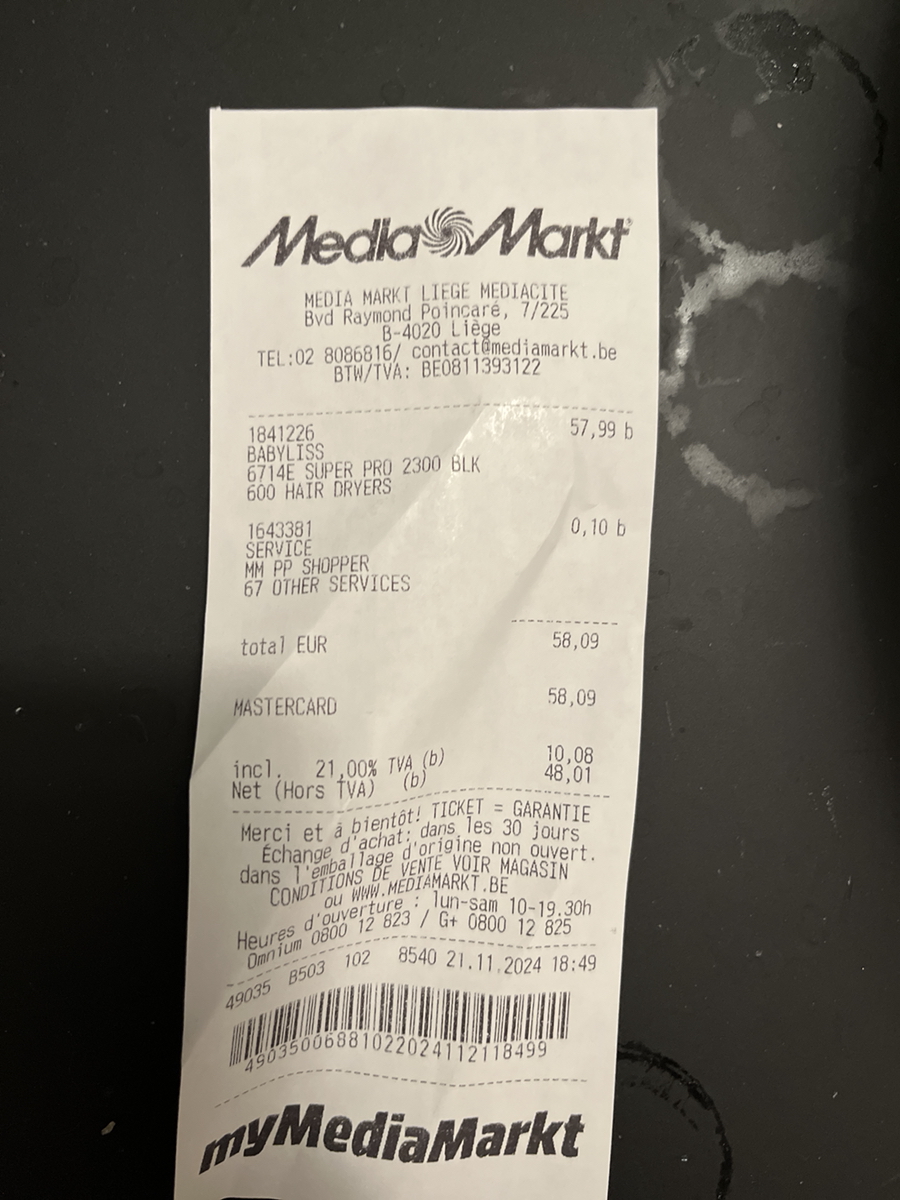 Media Markt
MEDIA MARKT LIEGE MEDIACITE
Bvd Raymond Poincaré, 7/225
B-4020 Liège
TEL:02 8086816/ contact@mediamarkt.be
BTW/TVA: BE0811393122
1841226 57,99 b
BABYLISS
6714E SUPER PRO 2300 BLK
600 HAIR DRYERS
1643381 0,10 b
SERVICE
MM PP SHOPPER
67 OTHER SERVICES
total EUR 58,09
MASTERCARD 58,09
incl. 21,00% TVA (b) 10,08
Net (Hors TVA) (b) 48,01
Merci et à bientôt! TICKET = GARANTIE
Échange d'achat: dans les 30 jours
dans l'emballage d'origine non ouvert.
CONDITIONS DE VENTE VOIR MAGASIN
ou WWW.MEDIAMARKT.BE
Heures d'ouverture : lun-sam 10-19.30h
Omnium 0800 12 823 / G+ 0800 12 825
49035 B503 102 8540 21.11.2024 18:49
4903500688102202411211 8499
myMediaMarkt